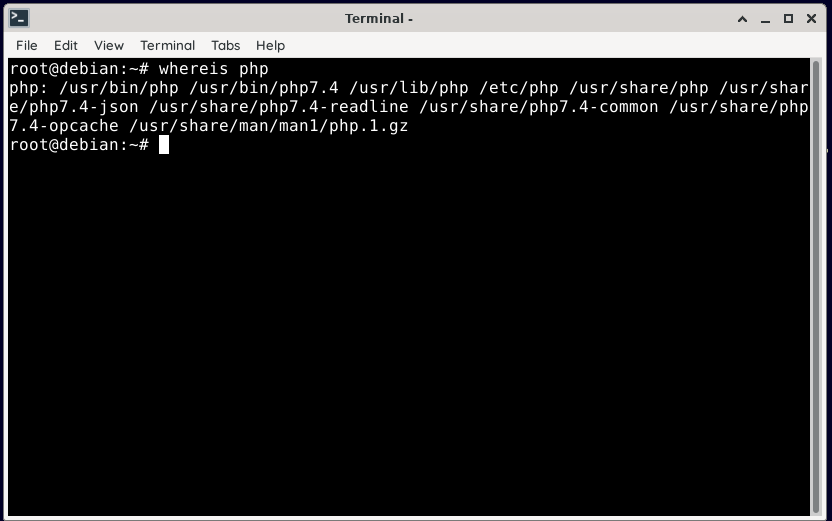 Terminal -
File Edit View Terminal Tabs Help
root@debian:~# whereis php
php: /usr/bin/php /usr/bin/php7.4 /usr/lib/php /etc/php /usr/share/php /usr/shar
e/php7.4-json /usr/share/php7.4-readline /usr/share/php7.4-common /usr/share/php
7.4-opcache /usr/share/man/man1/php.1.gz
root@debian:~#